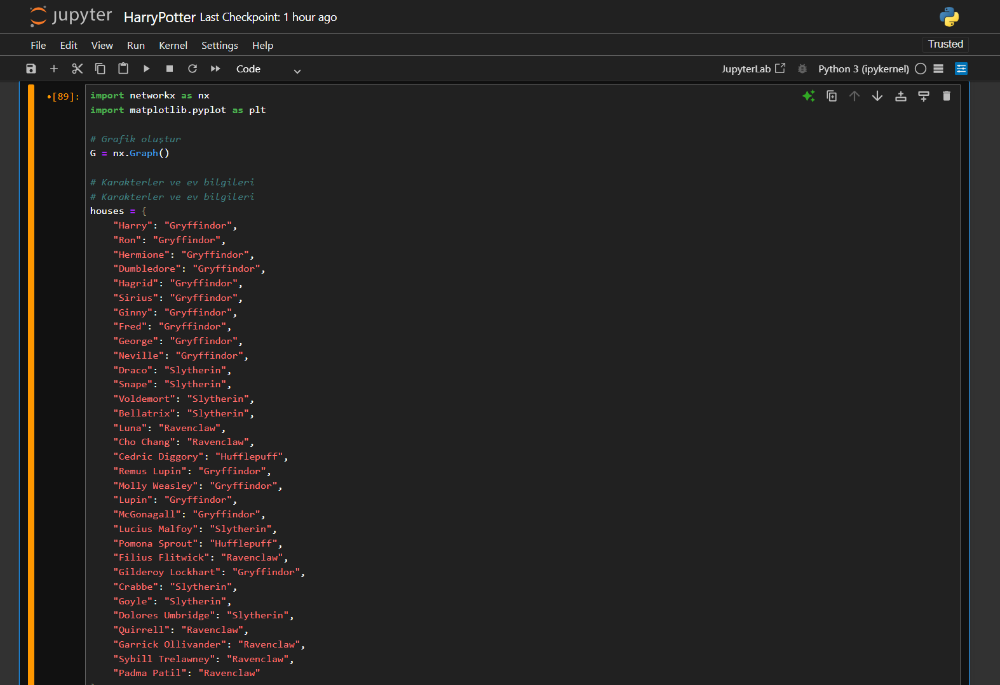 jupyter HarryPotter Last Checkpoint: 1 hour ago
File Edit View Run Kernel Settings Help Trusted
Code JupyterLab Python 3 (ipykernel)
•[89]: import networkx as nx
import matplotlib.pyplot as plt
# Grafik oluştur
G = nx.Graph()
# Karakterler ve ev bilgileri
# Karakterler ve ev bilgileri
houses = {
"Harry": "Gryffindor",
"Ron": "Gryffindor",
"Hermione": "Gryffindor",
"Dumbledore": "Gryffindor",
"Hagrid": "Gryffindor",
"Sirius": "Gryffindor",
"Ginny": "Gryffindor",
"Fred": "Gryffindor",
"George": "Gryffindor",
"Neville": "Gryffindor",
"Draco": "Slytherin",
"Snape": "Slytherin",
"Voldemort": "Slytherin",
"Bellatrix": "Slytherin",
"Luna": "Ravenclaw",
"Cho Chang": "Ravenclaw",
"Cedric Diggory": "Hufflepuff",
"Remus Lupin": "Gryffindor",
"Molly Weasley": "Gryffindor",
"Lupin": "Gryffindor",
"McGonagall": "Gryffindor",
"Lucius Malfoy": "Slytherin",
"Pomona Sprout": "Hufflepuff",
"Filius Flitwick": "Ravenclaw",
"Gilderoy Lockhart": "Gryffindor",
"Crabbe": "Slytherin",
"Goyle": "Slytherin",
"Dolores Umbridge": "Slytherin",
"Quirrell": "Ravenclaw",
"Garrick Ollivander": "Ravenclaw",
"Sybill Trelawney": "Ravenclaw",
"Padma Patil": "Ravenclaw"